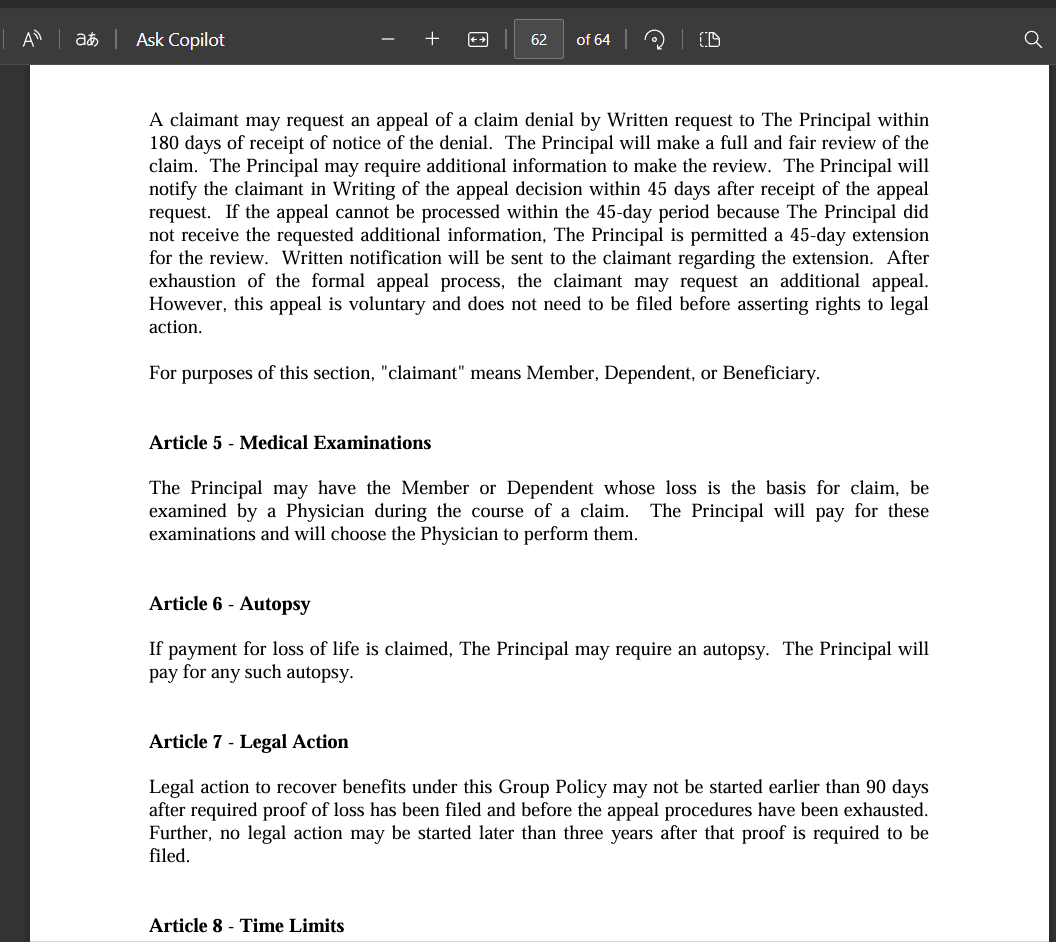 Ask Copilot
62 of 64
A claimant may request an appeal of a claim denial by Written request to The Principal within
180 days of receipt of notice of the denial.  The Principal will make a full and fair review of the
claim.  The Principal may require additional information to make the review.  The Principal will
notify the claimant in Writing of the appeal decision within 45 days after receipt of the appeal
request.  If the appeal cannot be processed within the 45-day period because The Principal did
not receive the requested additional information, The Principal is permitted a 45-day extension
for the review.  Written notification will be sent to the claimant regarding the extension.  After
exhaustion of the formal appeal process, the claimant may request an additional appeal.
However, this appeal is voluntary and does not need to be filed before asserting rights to legal
action.
For purposes of this section, "claimant" means Member, Dependent, or Beneficiary.
Article 5 - Medical Examinations
The Principal may have the Member or Dependent whose loss is the basis for claim, be
examined by a Physician during the course of a claim.  The Principal will pay for these
examinations and will choose the Physician to perform them.
Article 6 - Autopsy
If payment for loss of life is claimed, The Principal may require an autopsy.  The Principal will
pay for any such autopsy.
Article 7 - Legal Action
Legal action to recover benefits under this Group Policy may not be started earlier than 90 days
after required proof of loss has been filed and before the appeal procedures have been exhausted.
Further, no legal action may be started later than three years after that proof is required to be
filed.
Article 8 - Time Limits